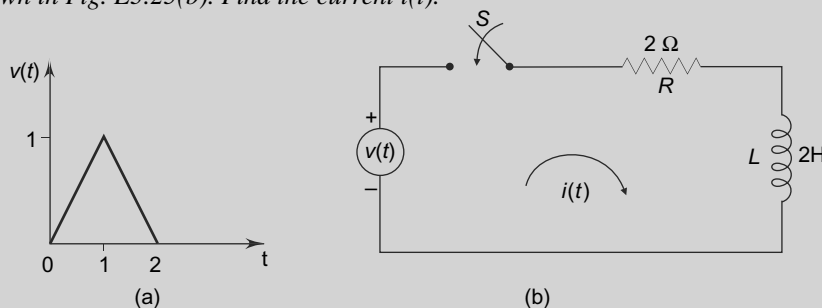 wn in Fig. E5.25(b). Find the current i(t).
S
2 Ω
v(t)
R
1
+
v(t)
L
2H
–
i(t)
0
1
2
t
(a)
(b)